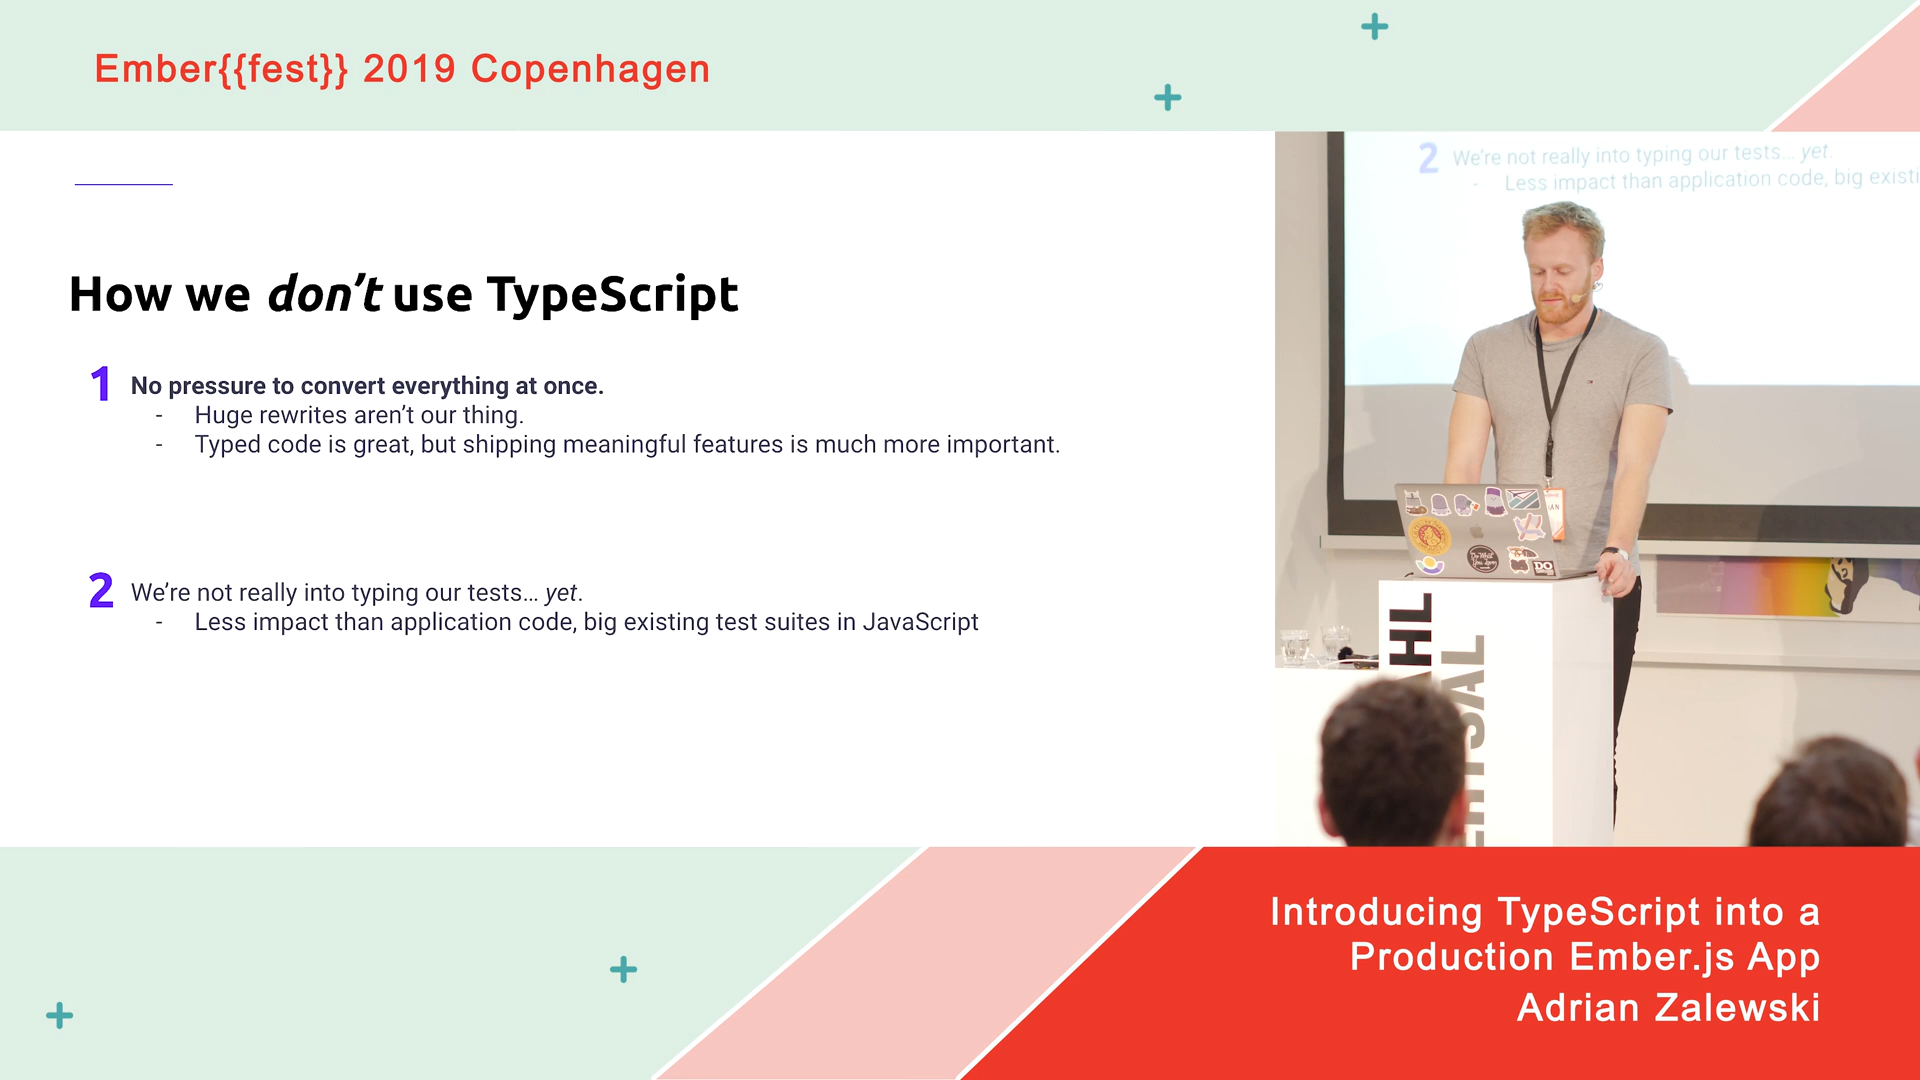 Ember{{fest}} 2019 Copenhagen
How we don't use TypeScript
1 No pressure to convert everything at once.
- Huge rewrites aren't our thing.
- Typed code is great, but shipping meaningful features is much more important.
2 We're not really into typing our tests... yet.
- Less impact than application code, big existing test suites in JavaScript
2 We're not really into typing our tests... yet.
- Less impact than application code, big existi
DO
HL
Introducing TypeScript into a
Production Ember.js App
Adrian Zalewski